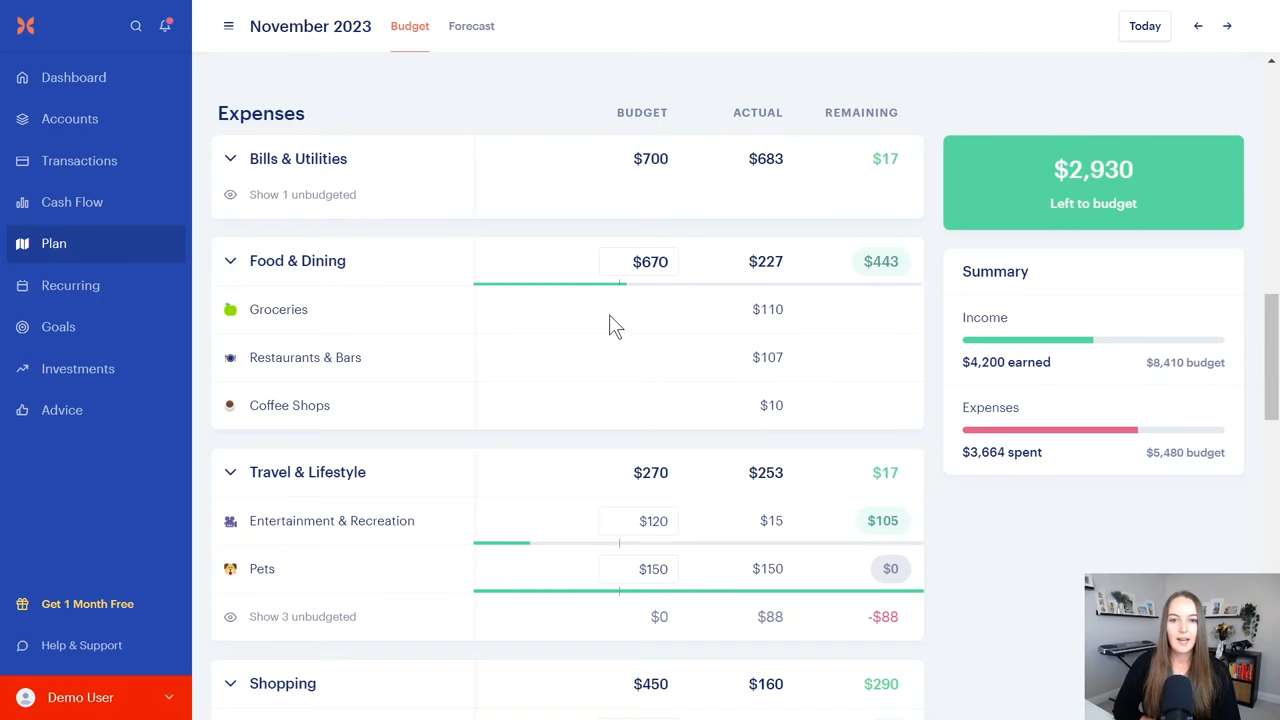 November 2023 Budget Forecast Today
Dashboard
Accounts
Transactions
Cash Flow
Plan
Recurring
Goals
Investments
Advice
Get 1 Month Free
Help & Support
Demo User
Expenses BUDGET ACTUAL REMAINING
Bills & Utilities $700 $683 $17
Show 1 unbudgeted
Food & Dining $670 $227 $443
Groceries $110
Restaurants & Bars $107
Coffee Shops $10
Travel & Lifestyle $270 $253 $17
Entertainment & Recreation $120 $15 $105
Pets $150 $150 $0
Show 3 unbudgeted $0 $88 -$88
Shopping $450 $160 $290
$2,930
Left to budget
Summary
Income
$4,200 earned $8,410 budget
Expenses
$3,664 spent $5,480 budget